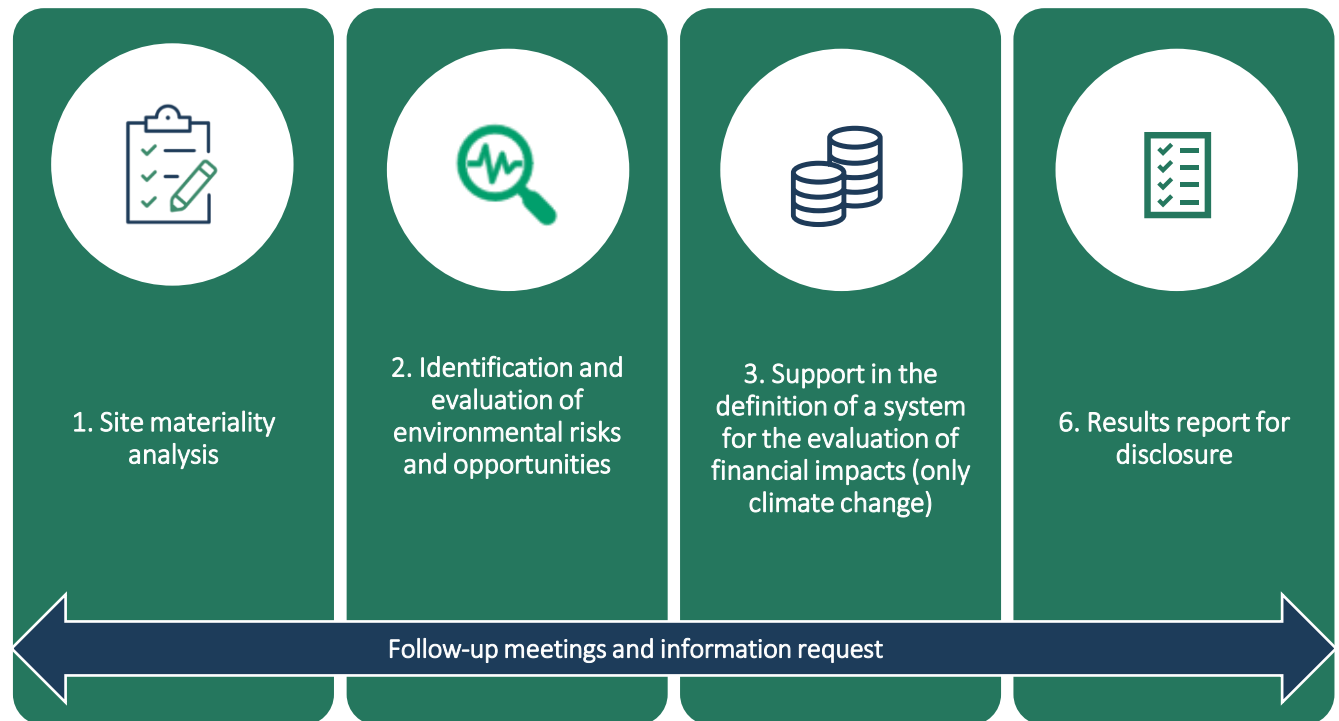 1. Site materiality
analysis
2. Identification and
evaluation of
environmental risks
and opportunities
3. Support in the
definition of a system
for the evaluation of
financial impacts (only
climate change)
6. Results report for
disclosure
Follow-up meetings and information request